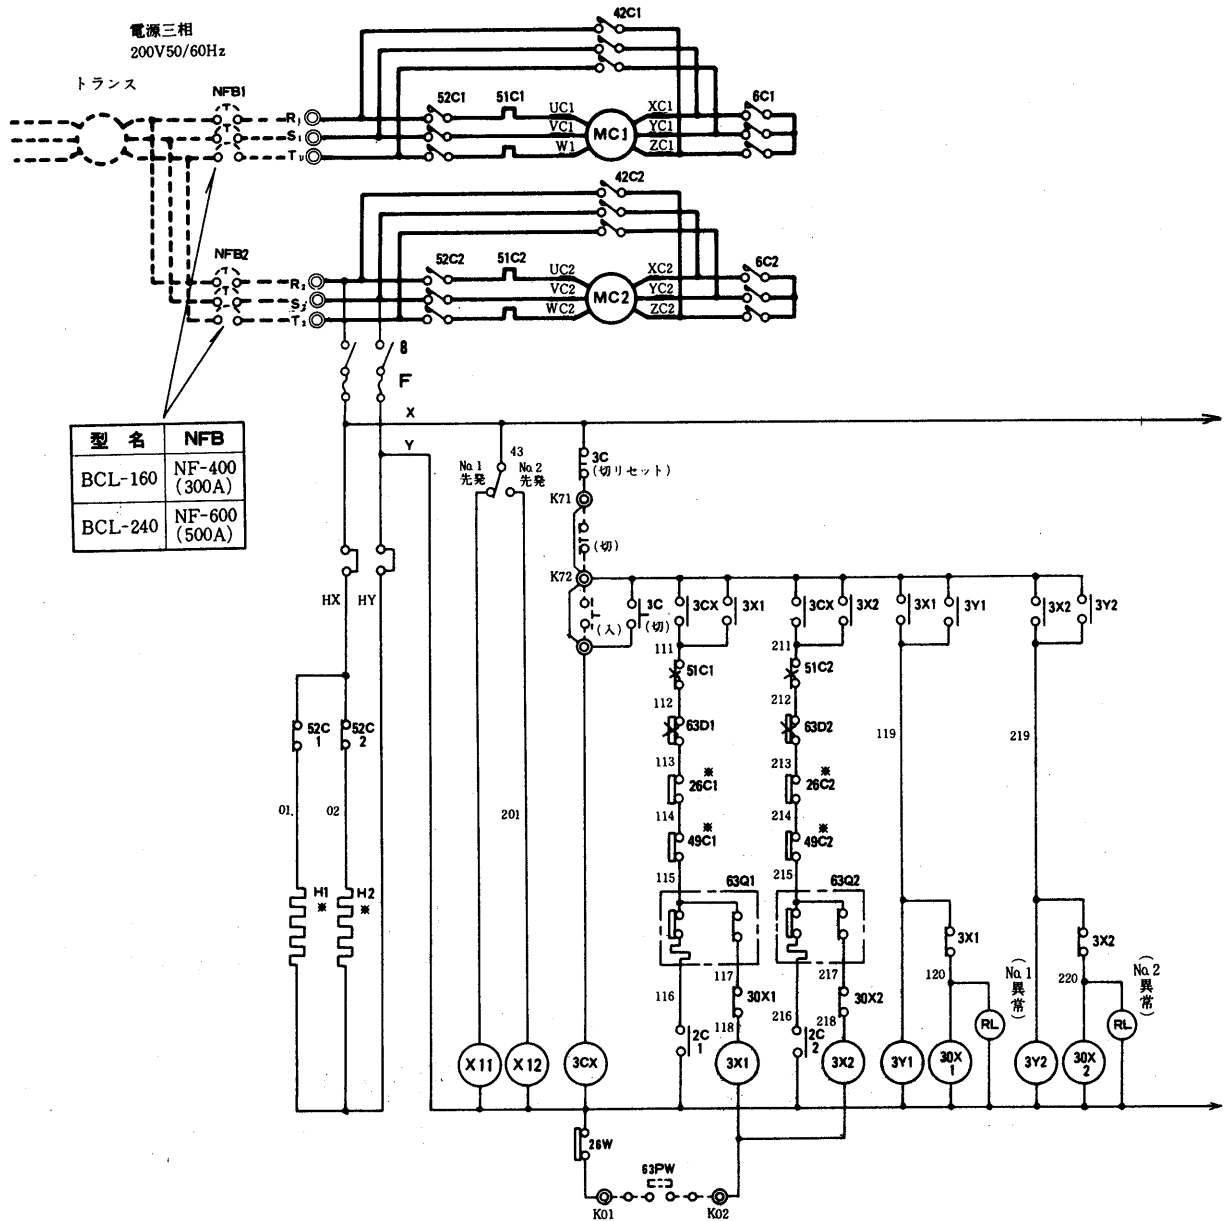 電源三相
200V50/60Hz
トランス
NFB1
R₁
S₁
T₁
42C1
52C1
51C1
UC1
VC1
W1
MC1
XC1
YC1
ZC1
6C1
NFB2
R₂
S₂
T₂
42C2
52C2
51C2
UC2
VC2
WC2
MC2
XC2
YC2
ZC2
6C2
8
F
X
Y
型 名 NFB
BCL-160 NF-400
(300A)
BCL-240 NF-600
(500A)
43
No.1
先発
No.2
先発
3C
(切リセット)
K71
(切)
K72
(入)
3C
(切)
3CX
3X1
3CX
3X2
3X1
3Y1
3X2
3Y2
HX
HY
111
51C1
112
63D1
113
※
26C1
114
※
49C1
115
63Q1
117
116
30X1
118
2C
1
211
51C2
212
63D2
213
※
26C2
214
※
49C2
215
63Q2
217
216
30X2
218
2C
2
119
219
52C
1
52C
2
01
02
201
H1
※
H2
※
3X1
120
(No.1
異常)
3X2
220
(No.2
異常)
RL
RL
X11
X12
3CX
3X1
3X2
3Y1
30X
1
3Y2
30X
2
26W
63PW
K01
K02